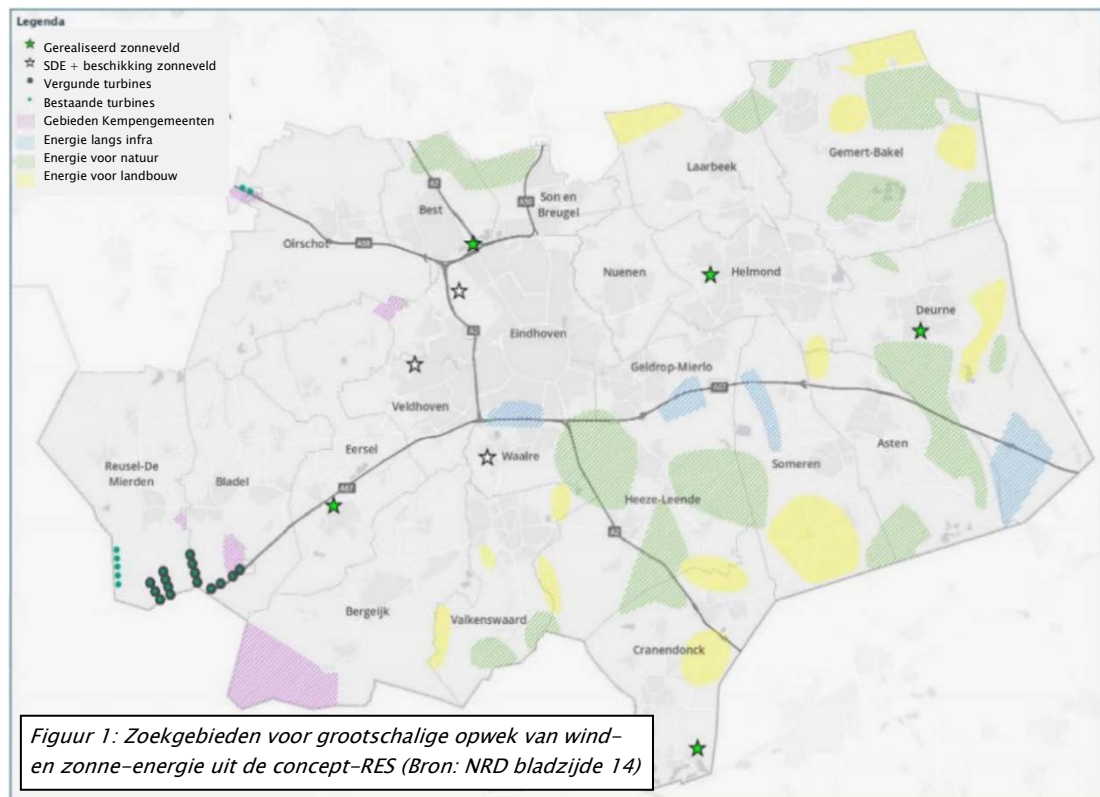 Legenda
Gerealiseerd zonneveld
SDE + beschikking zonneveld
Vergunde turbines
Bestaande turbines
Gebieden Kempengemeenten
Energie langs infra
Energie voor natuur
Energie voor landbouw
Gemert-Bakel
Laarbeek
A2
A50
Son en
Breugel
Best
Oirschot
A58
Nuenen
Helmond
Deurne
A2
Eindhoven
Geldrop-Mierlo
A67
Veldhoven
Eersel
Waalre
Asten
Someren
Reusel-De
Mierden
Bladel
A67
Heeze-Leende
A2
Bergeijk
Valkenswaard
Cranendonck
Figuur 1: Zoekgebieden voor grootschalige opwek van wind-
en zonne-energie uit de concept-RES (Bron: NRD bladzijde 14)